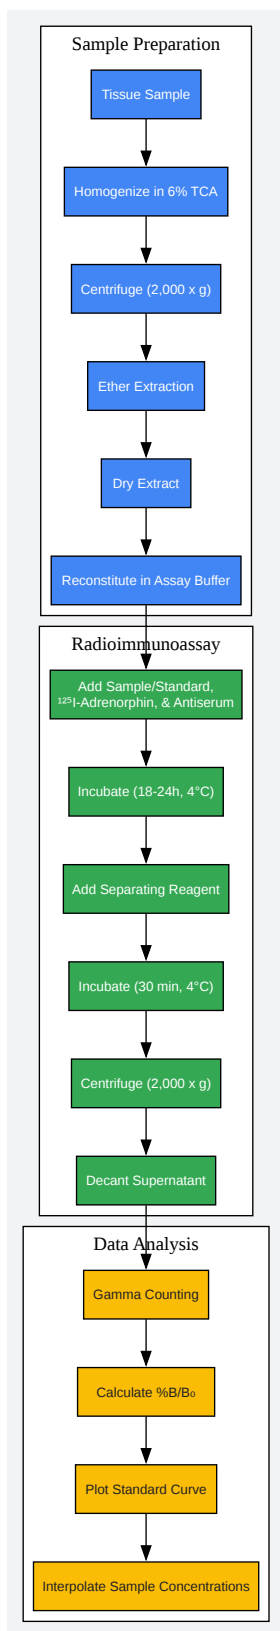 Sample Preparation
Tissue Sample
Homogenize in 6% TCA
Centrifuge (2,000 x g)
Ether Extraction
Dry Extract
Reconstitute in Assay Buffer
Radioimmunoassay
Add Sample/Standard,
¹²⁵I-Adrenorphin, & Antiserum
Incubate (18-24h, 4°C)
Add Separating Reagent
Incubate (30 min, 4°C)
Centrifuge (2,000 x g)
Decant Supernatant
Data Analysis
Gamma Counting
Calculate %B/B₀
Plot Standard Curve
Interpolate Sample Concentrations